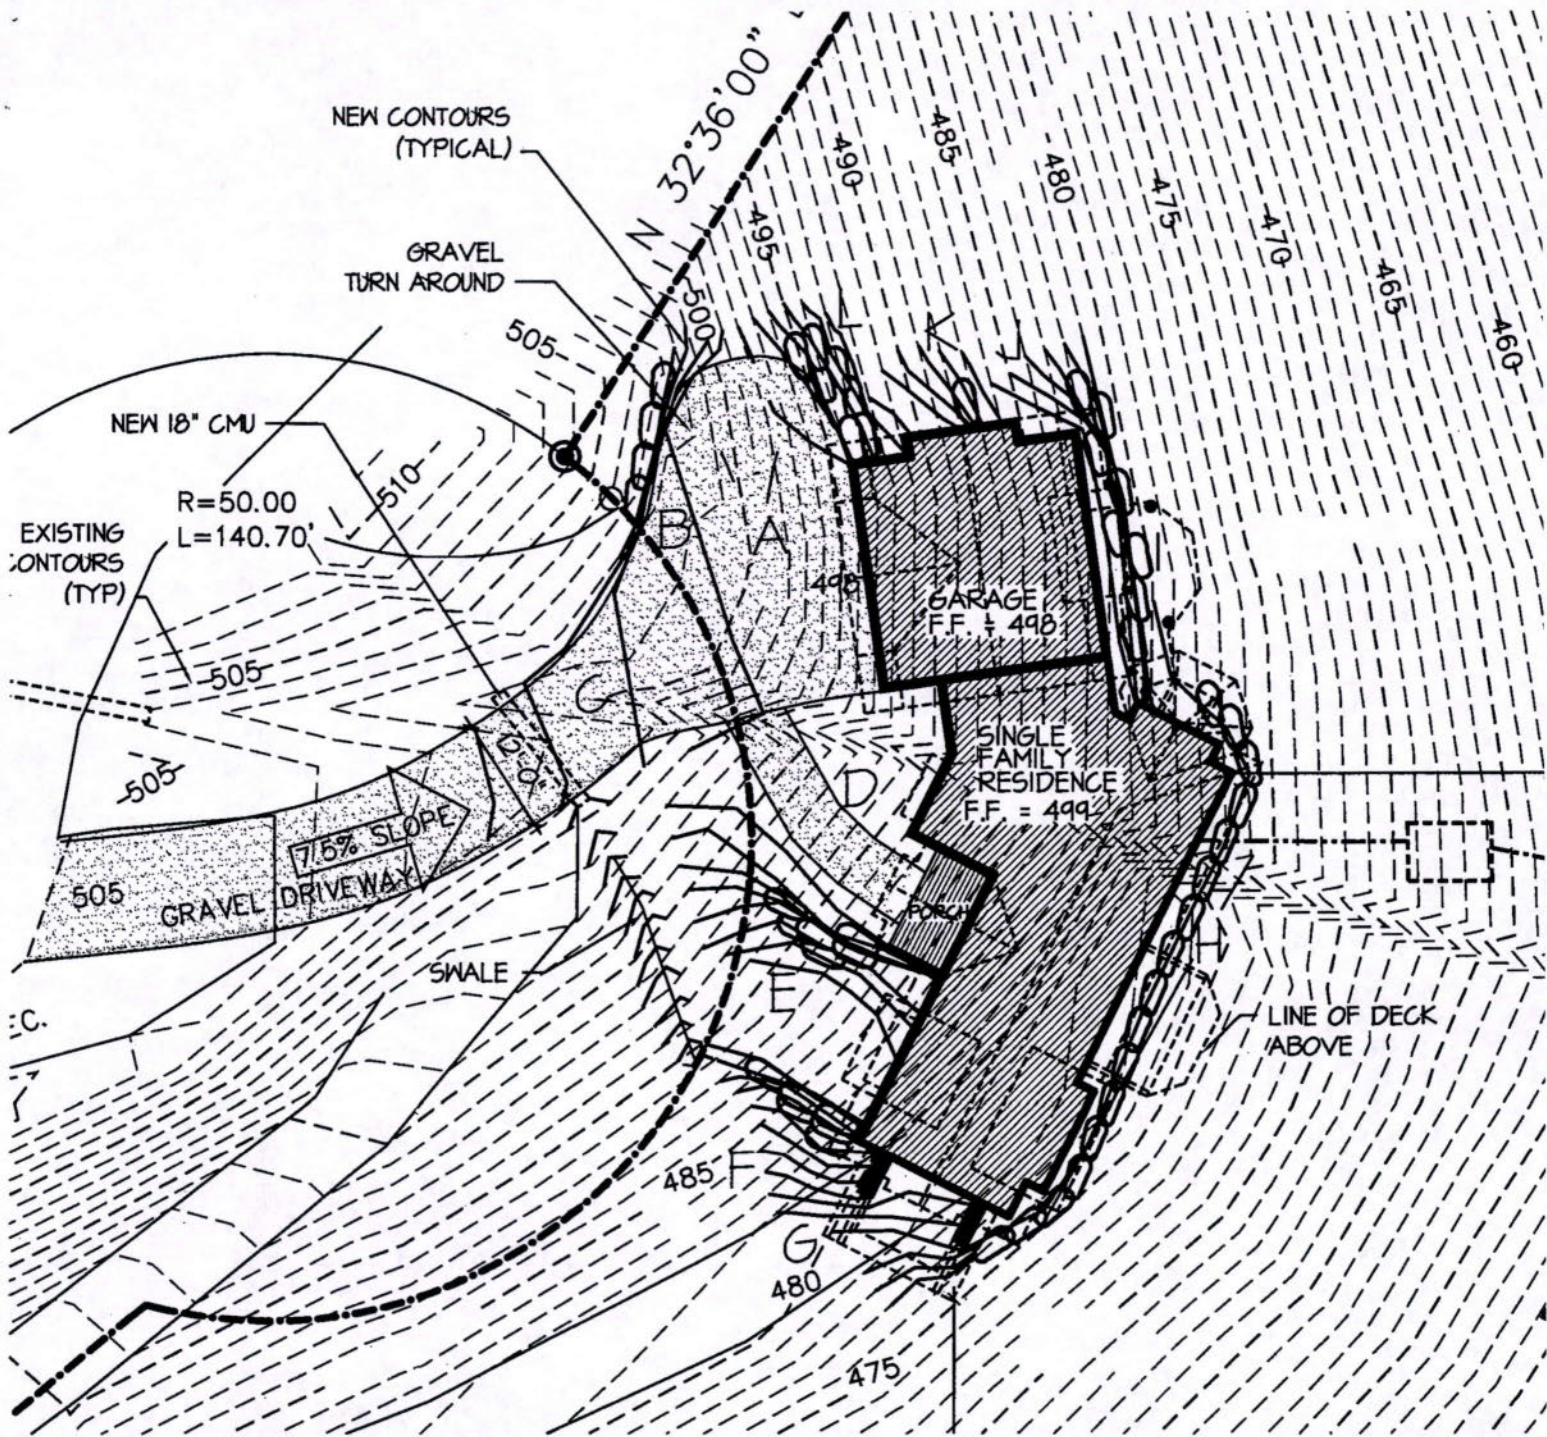 NEW CONTOURS
(TYPICAL)
N 32°36'00"
GRAVEL
TURN AROUND
490
485
480
475
470
465
460
495
500
505
NEW 18" CMU
510
R=50.00
L=140.70'
EXISTING
CONTOURS
(TYP)
B
A
498
GARAGE
F.F. = 498
L
K
J
I
505
C
505
12'-0"
7.5% SLOPE
505
GRAVEL DRIVEWAY
D
SINGLE
FAMILY
RESIDENCE
F.F. = 499
PORCH
SWALE
E
H
LINE OF DECK
ABOVE
EC.
485
F
G
480
475